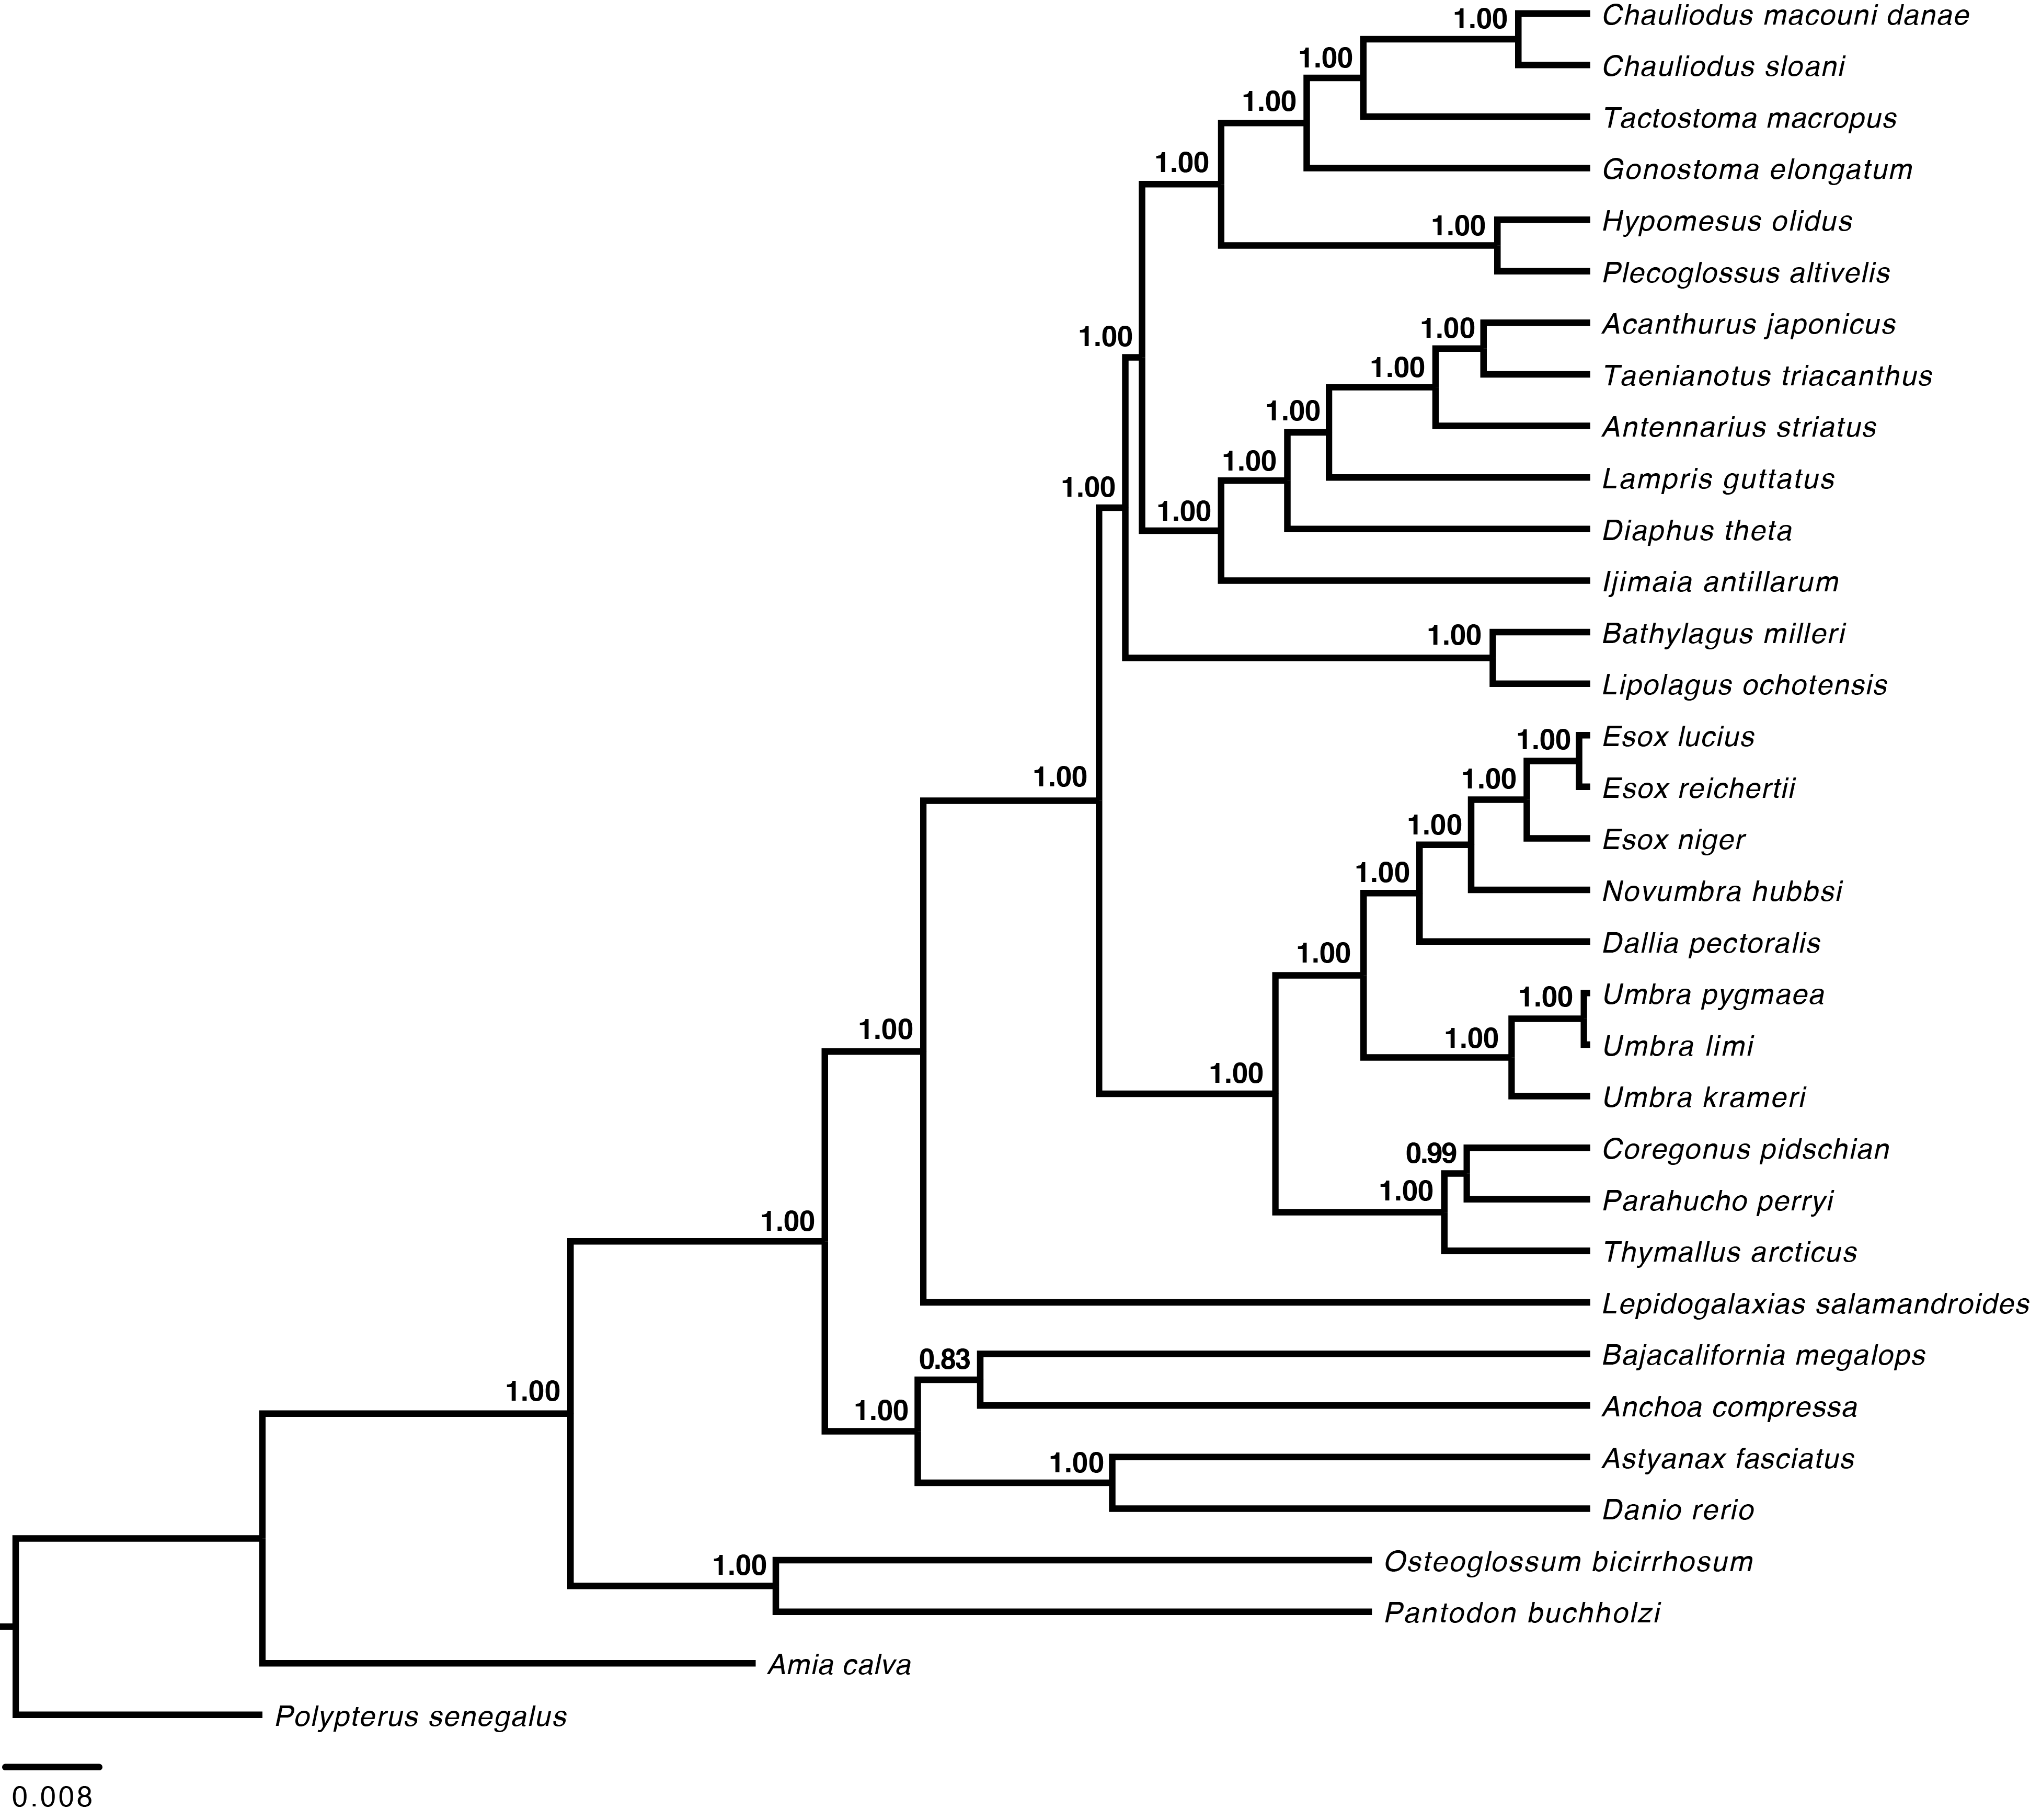 1.00 Chauliodus macouni danae
1.00
Chauliodus sloani
1.00
Tactostoma macropus
1.00
Gonostoma elongatum
1.00 Hypomesus olidus
Plecoglossus altivelis
1.00
1.00 Acanthurus japonicus
1.00
Taenianotus triacanthus
1.00
Antennarius striatus
1.00
Lampris guttatus
1.00
1.00
Diaphus theta
Ijimaia antillarum
1.00 Bathylagus milleri
Lipolagus ochotensis
1.00 Esox lucius
1.00
1.00
Esox reichertii
1.00
Esox niger
1.00
Novumbra hubbsi
1.00
Dallia pectoralis
1.00 Umbra pygmaea
1.00
1.00
Umbra limi
1.00
Umbra krameri
0.99 Coregonus pidschian
1.00
Parahucho perryi
1.00
Thymallus arcticus
Lepidogalaxias salamandroides
0.83 Bajacalifornia megalops
1.00
1.00
Anchoa compressa
1.00 Astyanax fasciatus
Danio rerio
1.00 Osteoglossum bicirrhosum
Pantodon buchholzi
Amia calva
Polypterus senegalus
0.008